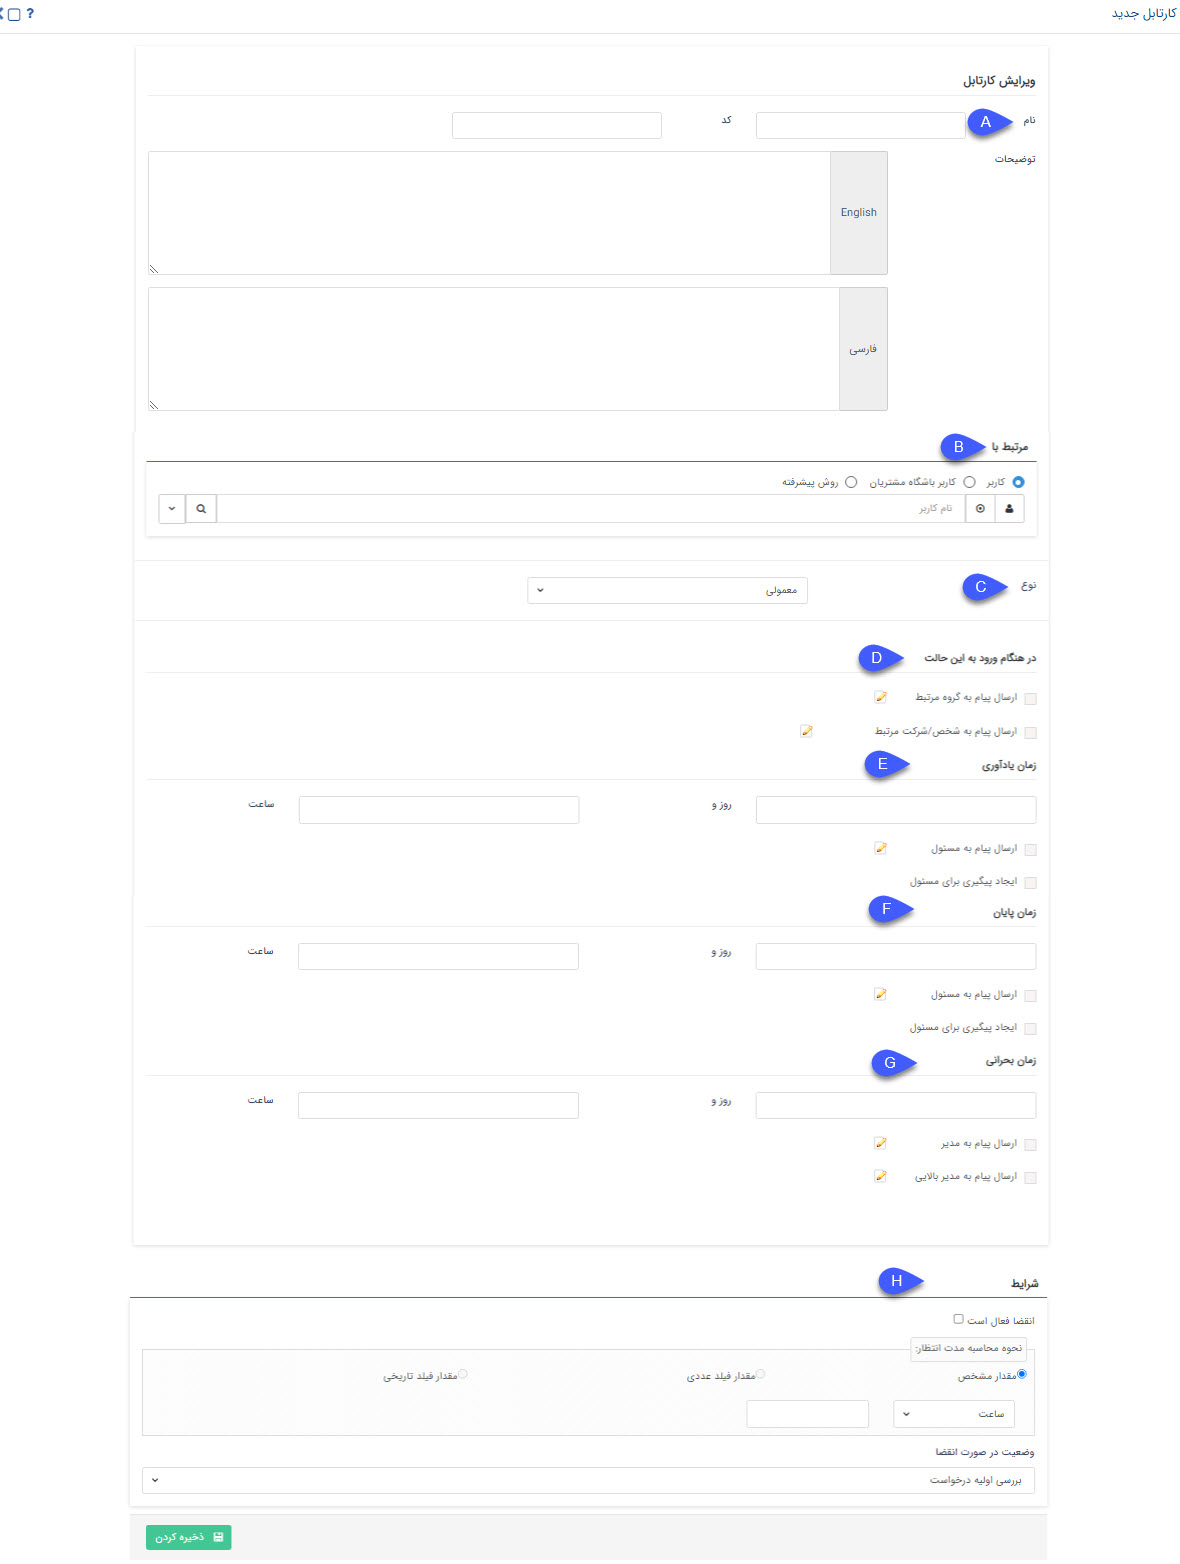 کارتابل جدید
?
ویرایش کارتابل
نام A
کد
توضیحات
English
فارسی
مرتبط با B
کاربر کاربر باشگاه مشتریان روش پیشرفته
نام کاربر
نوع C معمولی
در هنگام ورود به این حالت D
ارسال پیام به گروه مرتبط
ارسال پیام به شخص/شرکت مرتبط
زمان یادآوری E
روز و ساعت
ارسال پیام به مسئول
ایجاد پیگیری برای مسئول
زمان پایان F
روز و ساعت
ارسال پیام به مسئول
ایجاد پیگیری برای مسئول
زمان بحرانی G
روز و ساعت
ارسال پیام به مدیر
ارسال پیام به مدیر بالایی
شرایط H
انقضا فعال است
نحوه محاسبه مدت انتظار:
مقدار مشخص مقدار فیلد عددی مقدار فیلد تاریخی
ساعت
وضعیت در صورت انقضا
بررسی اولیه درخواست
ذخیره کردن